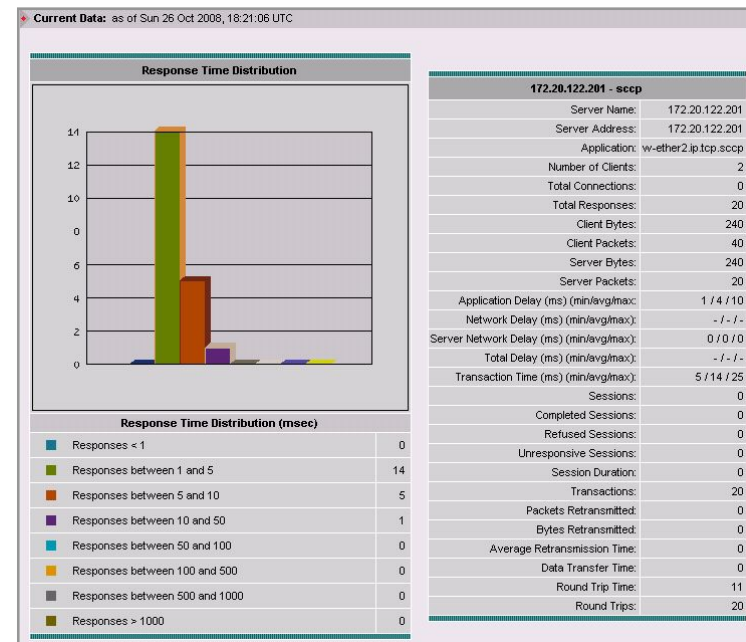 Current Data: as of Sun 26 Oct 2008, 18:21:06 UTC
Response Time Distribution
14
12
10
0
6
4
2
0
Response Time Distribution (msec)
Responses < 1 0
Responses between 1 and 5 14
Responses between 5 and 10 5
Responses between 10 and 50 1
Responses between 50 and 100 0
Responses between 100 and 500 0
Responses between 500 and 1000 0
Responses > 1000 0
172.20.122.201 - sccp
Server Name: 172.20.122.201
Server Address: 172.20.122.201
Application: w-ether2.ip.tcp.sccp
Number of Clients: 2
Total Connections: 0
Total Responses: 20
Client Bytes: 240
Client Packets: 40
Server Bytes: 240
Server Packets: 20
Application Delay (ms) (min/avg/max: 1 / 4 / 10
Network Delay (ms) (min/avg/max): - / - / -
Server Network Delay (ms) (min/avg/max): 0 / 0 / 0
Total Delay (ms) (min/avg/max): - / - / -
Transaction Time (ms) (min/avg/max): 5 / 14 / 25
Sessions: 0
Completed Sessions: 0
Refused Sessions: 0
Unresponsive Sessions: 0
Session Duration: 0
Transactions: 20
Packets Retransmitted: 0
Bytes Retransmitted: 0
Average Retransmission Time: 0
Data Transfer Time: 0
Round Trip Time: 11
Round Trips: 20